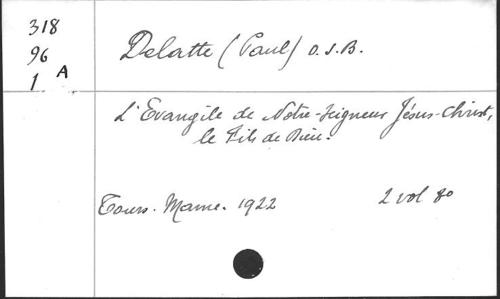 318
96
1 A
Delatte (Paul) O.S.B.
L'Evangile de Notre-Seigneur Jésus-Christ,
le Fils de Dieu.
Tours. Mame. 1922 2 vol 8o